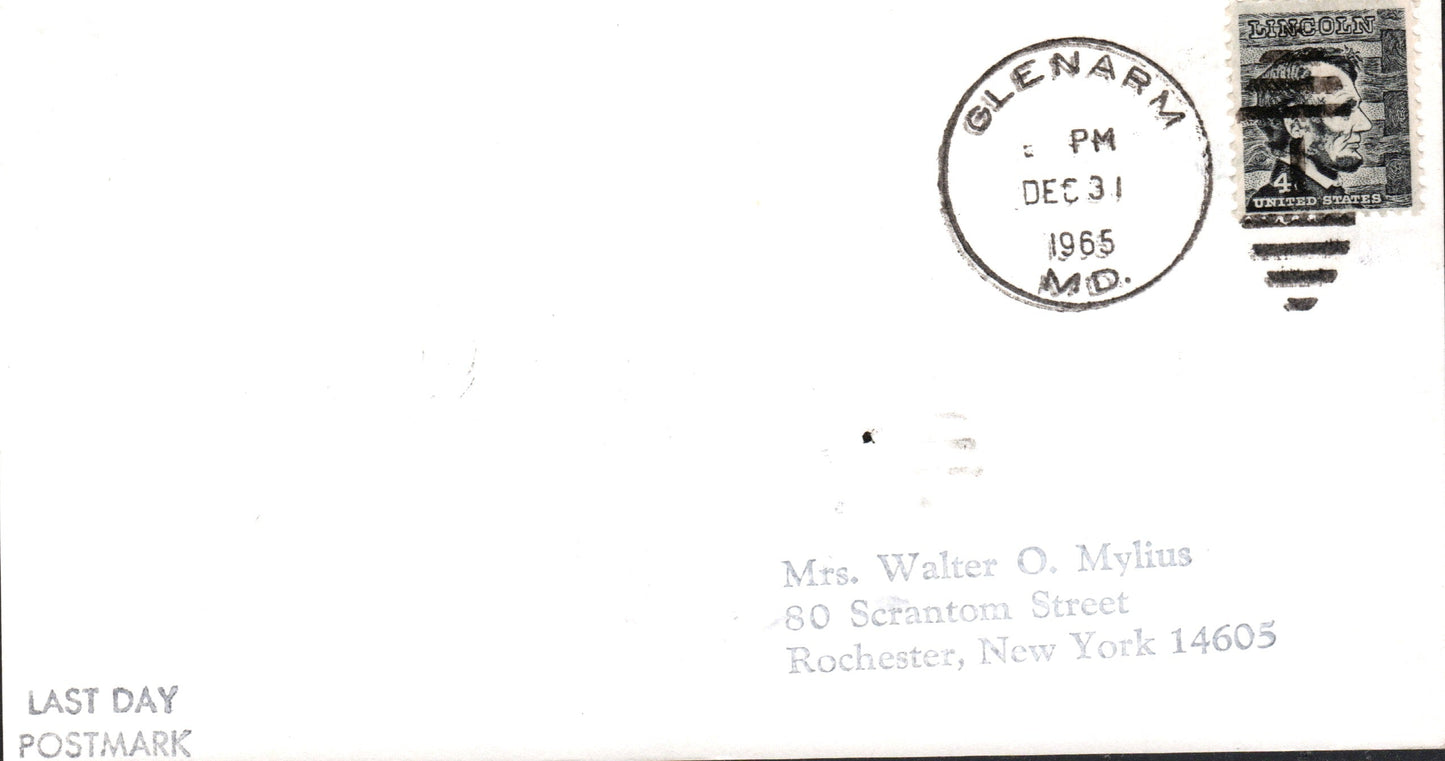 LINCOLN
4
UNITED STATES
GLENARM
PM
DEC 31
1965
MD.
Mrs. Walter O. Mylius
80 Scrantom Street
Rochester, New York 14605
LAST DAY
POSTMARK